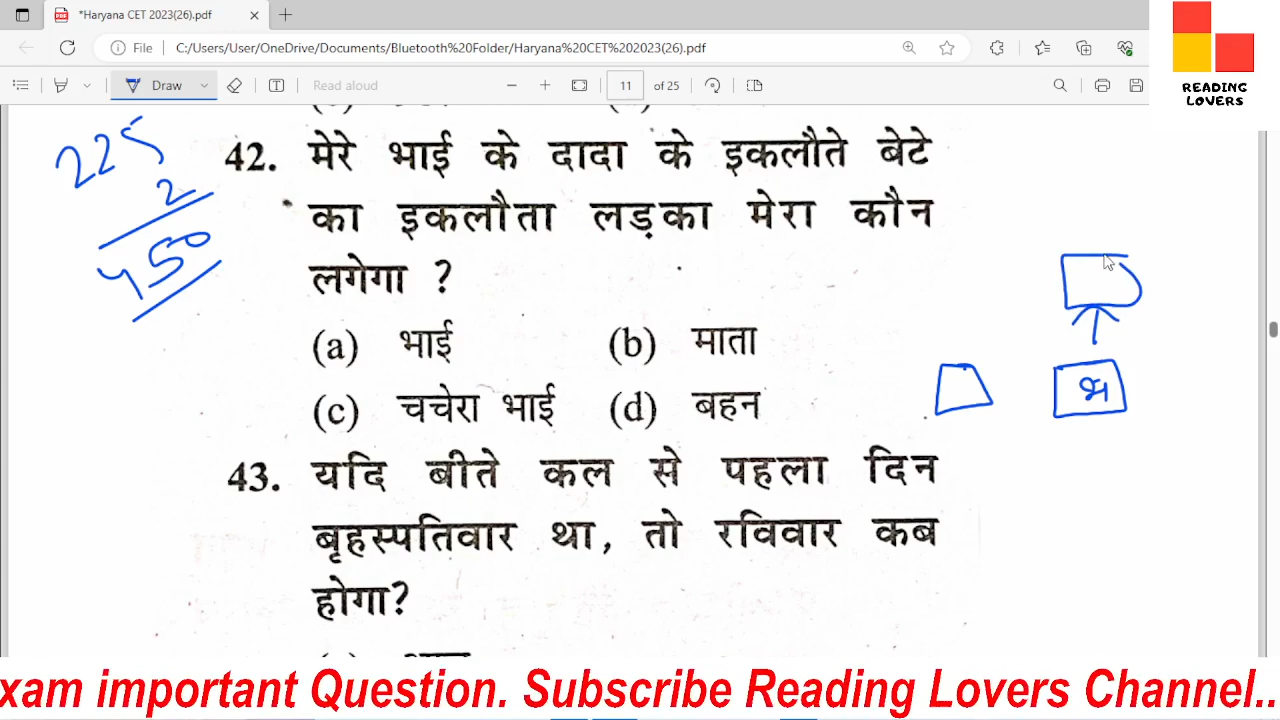 *Haryana CET 2023(26).pdf
File
C:/Users/User/OneDrive/Documents/Bluetooth%20Folder/Haryana%20CET%202023(26).pdf
Draw
Read aloud
11
of 25
READING
LOVERS
225
2
450
42. मेरे भाई के दादा के इकलौते बेटे
का इकलौता लड़का मेरा कौन
लगेगा ?
(a) भाई (b) माता
(c) चचेरा भाई (d) बहन
43. यदि बीते कल से पहला दिन
बृहस्पतिवार था, तो रविवार कब
होगा?
xam important Question. Subscribe Reading Lovers Channel..